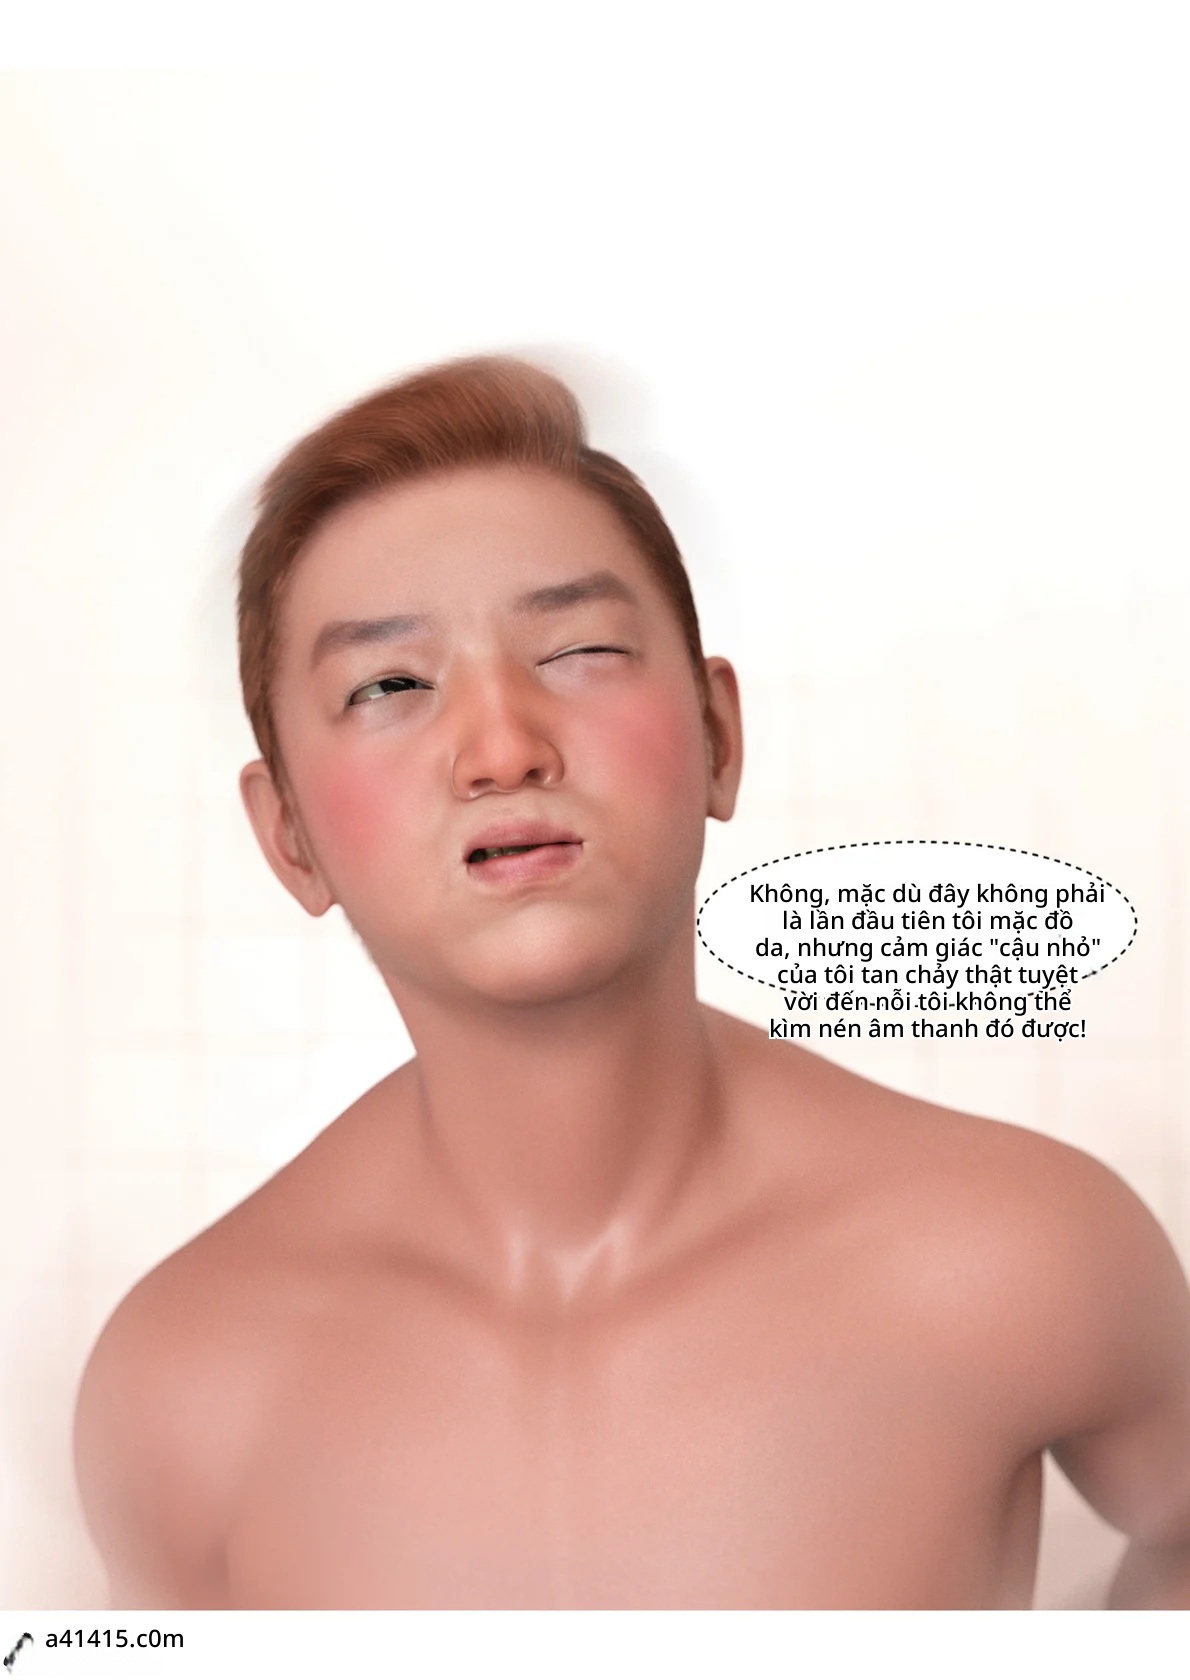 Không, mặc dù đây không phải
là lần đầu tiên tôi mặc đồ
da, nhưng cảm giác "cậu nhỏ"
của tôi tan chảy thật tuyệt
vời đến nỗi tôi không thể
kìm nén âm thanh đó được!
a41415.c0m